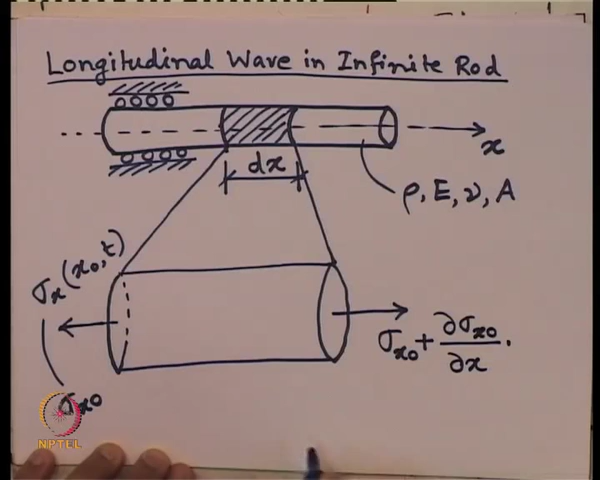 Longitudinal Wave in Infinite Rod
x
dx
ρ, E, ν, A
σx(x0, t)
σx0 + ∂σx0/∂x ·
σx0
NPTEL